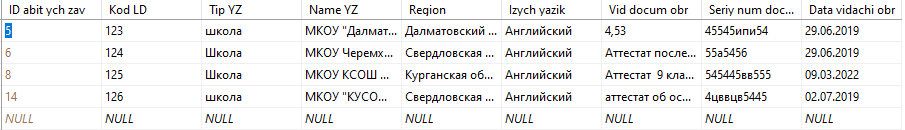 ID abit ych zav Kod LD Tip YZ Name YZ Region Izych yazik Vid docum obr Seriy num doc... Data vidachi obr
5 123 школа МКОУ "Далмат... Далматовский ... Английский 4,53 45545ипи54 29.06.2019
6 124 школа МКОУ Черемх... Свердловская ... Английский Аттестат после... 55а5456 29.06.2019
8 125 школа МКОУ КСОШ ... Курганская об... Английский Аттестат 9 кла... 545445вв555 09.03.2022
14 126 школа МКОУ "КУСО... Свердловская ... Английский аттестат об ос... 4цввцв5445 02.07.2019
NULL NULL NULL NULL NULL NULL NULL NULL NULL